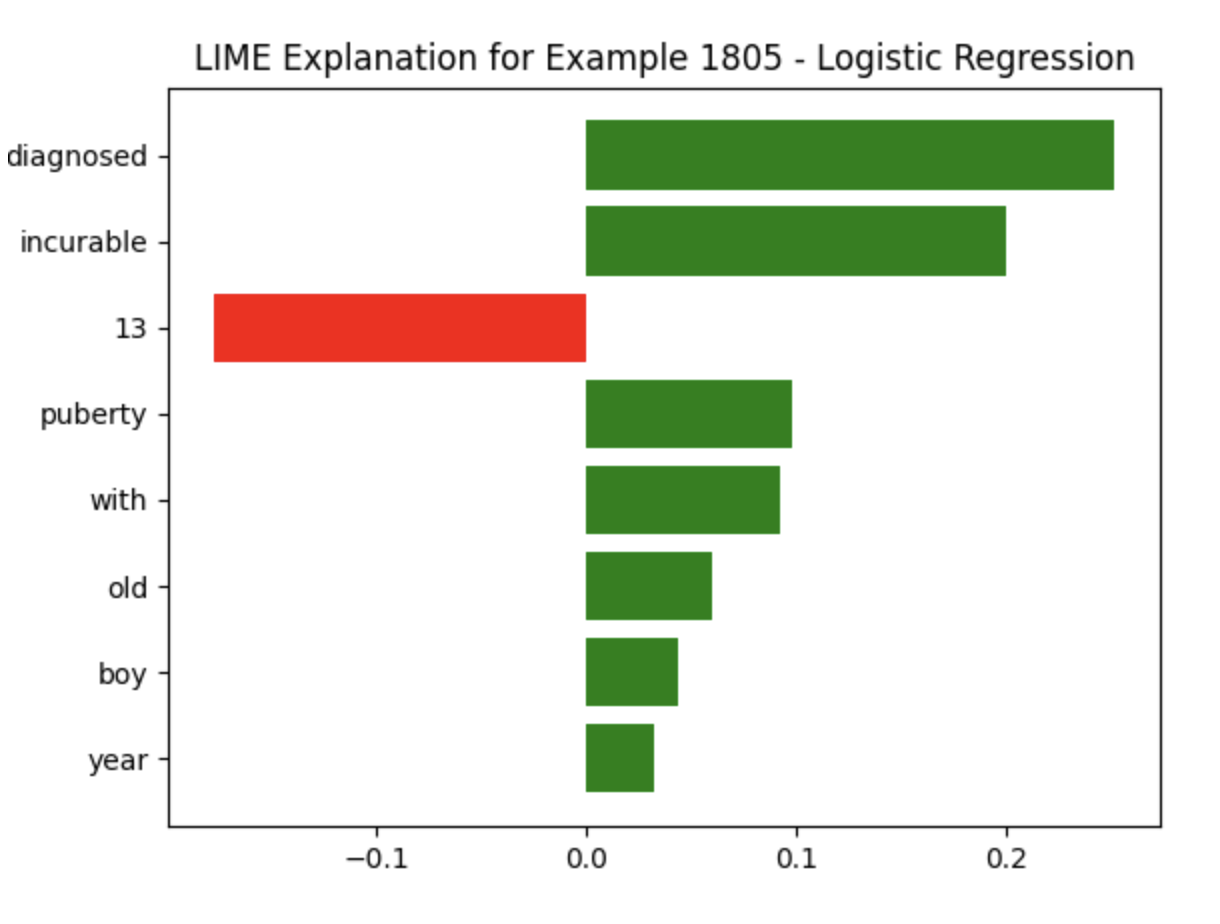 LIME Explanation for Example 1805 - Logistic Regression
diagnosed
incurable
13
puberty
with
old
boy
year
−0.1 0.0 0.1 0.2